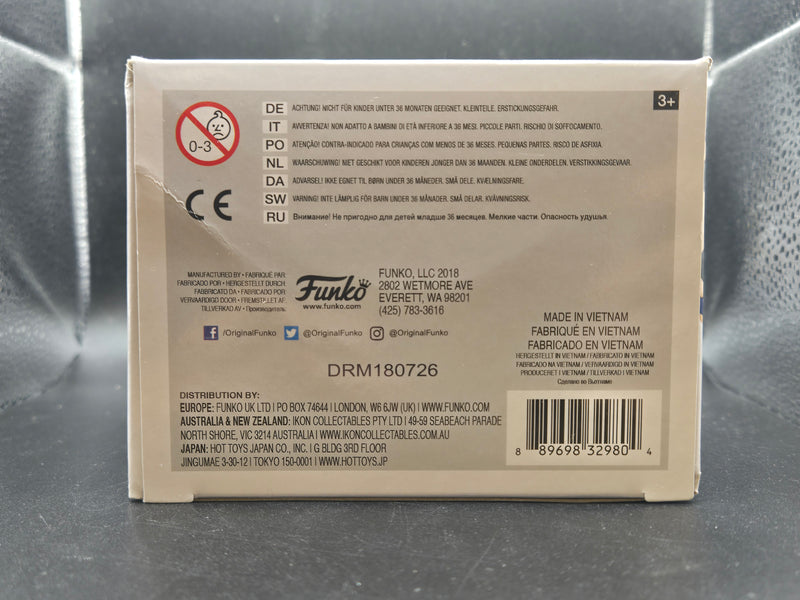 3+
0-3
DE ACHTUNG! NICHT FÜR KINDER UNTER 36 MONATEN GEEIGNET. KLEINTEILE. ERSTICKUNGSGEFAHR.
IT AVVERTENZA! NON ADATTO A BAMBINI DI ETÀ INFERIORE A 36 MESI. PICCOLE PARTI. RISCHIO DI SOFFOCAMENTO.
PO ATENÇÃO! CONTRA-INDICADO PARA CRIANÇAS COM MENOS DE 36 MESES. PEQUENAS PARTES. RISCO DE ASFIXIA.
NL WAARSCHUWING! NIET GESCHIKT VOOR KINDEREN JONGER DAN 36 MAANDEN. KLEINE ONDERDELEN. VERSTIKKINGSGEVAAR.
DA ADVARSEL! IKKE EGNET TIL BØRN UNDER 36 MÅNEDER. SMÅ DELE. KVÆLNINGSFARE.
SW VARNING! INTE LÄMPLIG FÖR BARN UNDER 36 MÅNADER. SMÅ DELAR. KVÄVNINGSRISK.
RU Внимание! Не пригодно для детей младше 36 месяцев. Мелкие части. Опасность удушья.
CE
MANUFACTURED BY • FABRIQUÉ PAR
FABRICADO POR • HERGESTELLT DURCH
FABBRICATO DA • FABRICADO POR
VERVAARDIGD DOOR • FREMSTILLET AF
TILLVERKAD AV • Производитель
Funko
www.funko.com
FUNKO, LLC 2018
2802 WETMORE AVE
EVERETT, WA 98201
(425) 783-3616
/OriginalFunko @OriginalFunko @OriginalFunko
DRM180726
MADE IN VIETNAM
FABRIQUÉ EN VIETNAM
FABRICADO EN VIETNAM
HERGESTELLT IN VIETNAM / FABBRICATO IN VIETNAM
FABRICADO NA VIETNAM / VERVAARDIGD IN VIETNAM
PRODUCERET I VIETNAM / TILLVERKAD I VIETNAM
Сделано во Вьетнаме
DISTRIBUTION BY:
EUROPE: FUNKO UK LTD | PO BOX 74644 | LONDON, W6 6JW (UK) | WWW.FUNKO.COM
AUSTRALIA & NEW ZEALAND: IKON COLLECTABLES PTY LTD | 49-59 SEABEACH PARADE
NORTH SHORE, VIC 3214 AUSTRALIA | WWW.IKONCOLLECTABLES.COM.AU
JAPAN: HOT TOYS JAPAN CO., INC. | G BLDG 3RD FLOOR
JINGUMAE 3-30-12 | TOKYO 150-0001 | WWW.HOTTOYS.JP
8 89698 32980 4